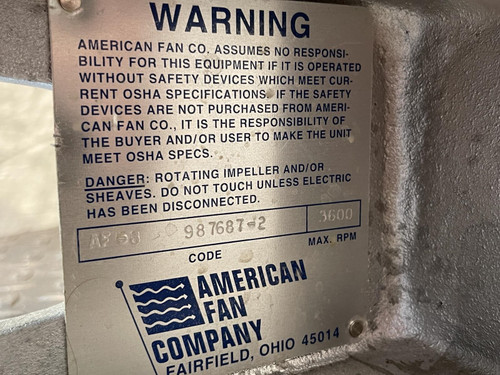 WARNING
AMERICAN FAN CO. ASSUMES NO RESPONSI-
BILITY FOR THIS EQUIPMENT IF IT IS OPERATED
WITHOUT SAFETY DEVICES WHICH MEET CUR-
RENT OSHA SPECIFICATIONS. IF THE SAFETY
DEVICES ARE NOT PURCHASED FROM AMERI-
CAN FAN CO., IT IS THE RESPONSIBILITY OF
THE BUYER AND/OR USER TO MAKE THE UNIT
MEET OSHA SPECS.
DANGER: ROTATING IMPELLER AND/OR
SHEAVES. DO NOT TOUCH UNLESS ELECTRIC
HAS BEEN DISCONNECTED.
987687-2 3600
CODE MAX. RPM
AMERICAN
FAN
COMPANY
FAIRFIELD, OHIO 45014